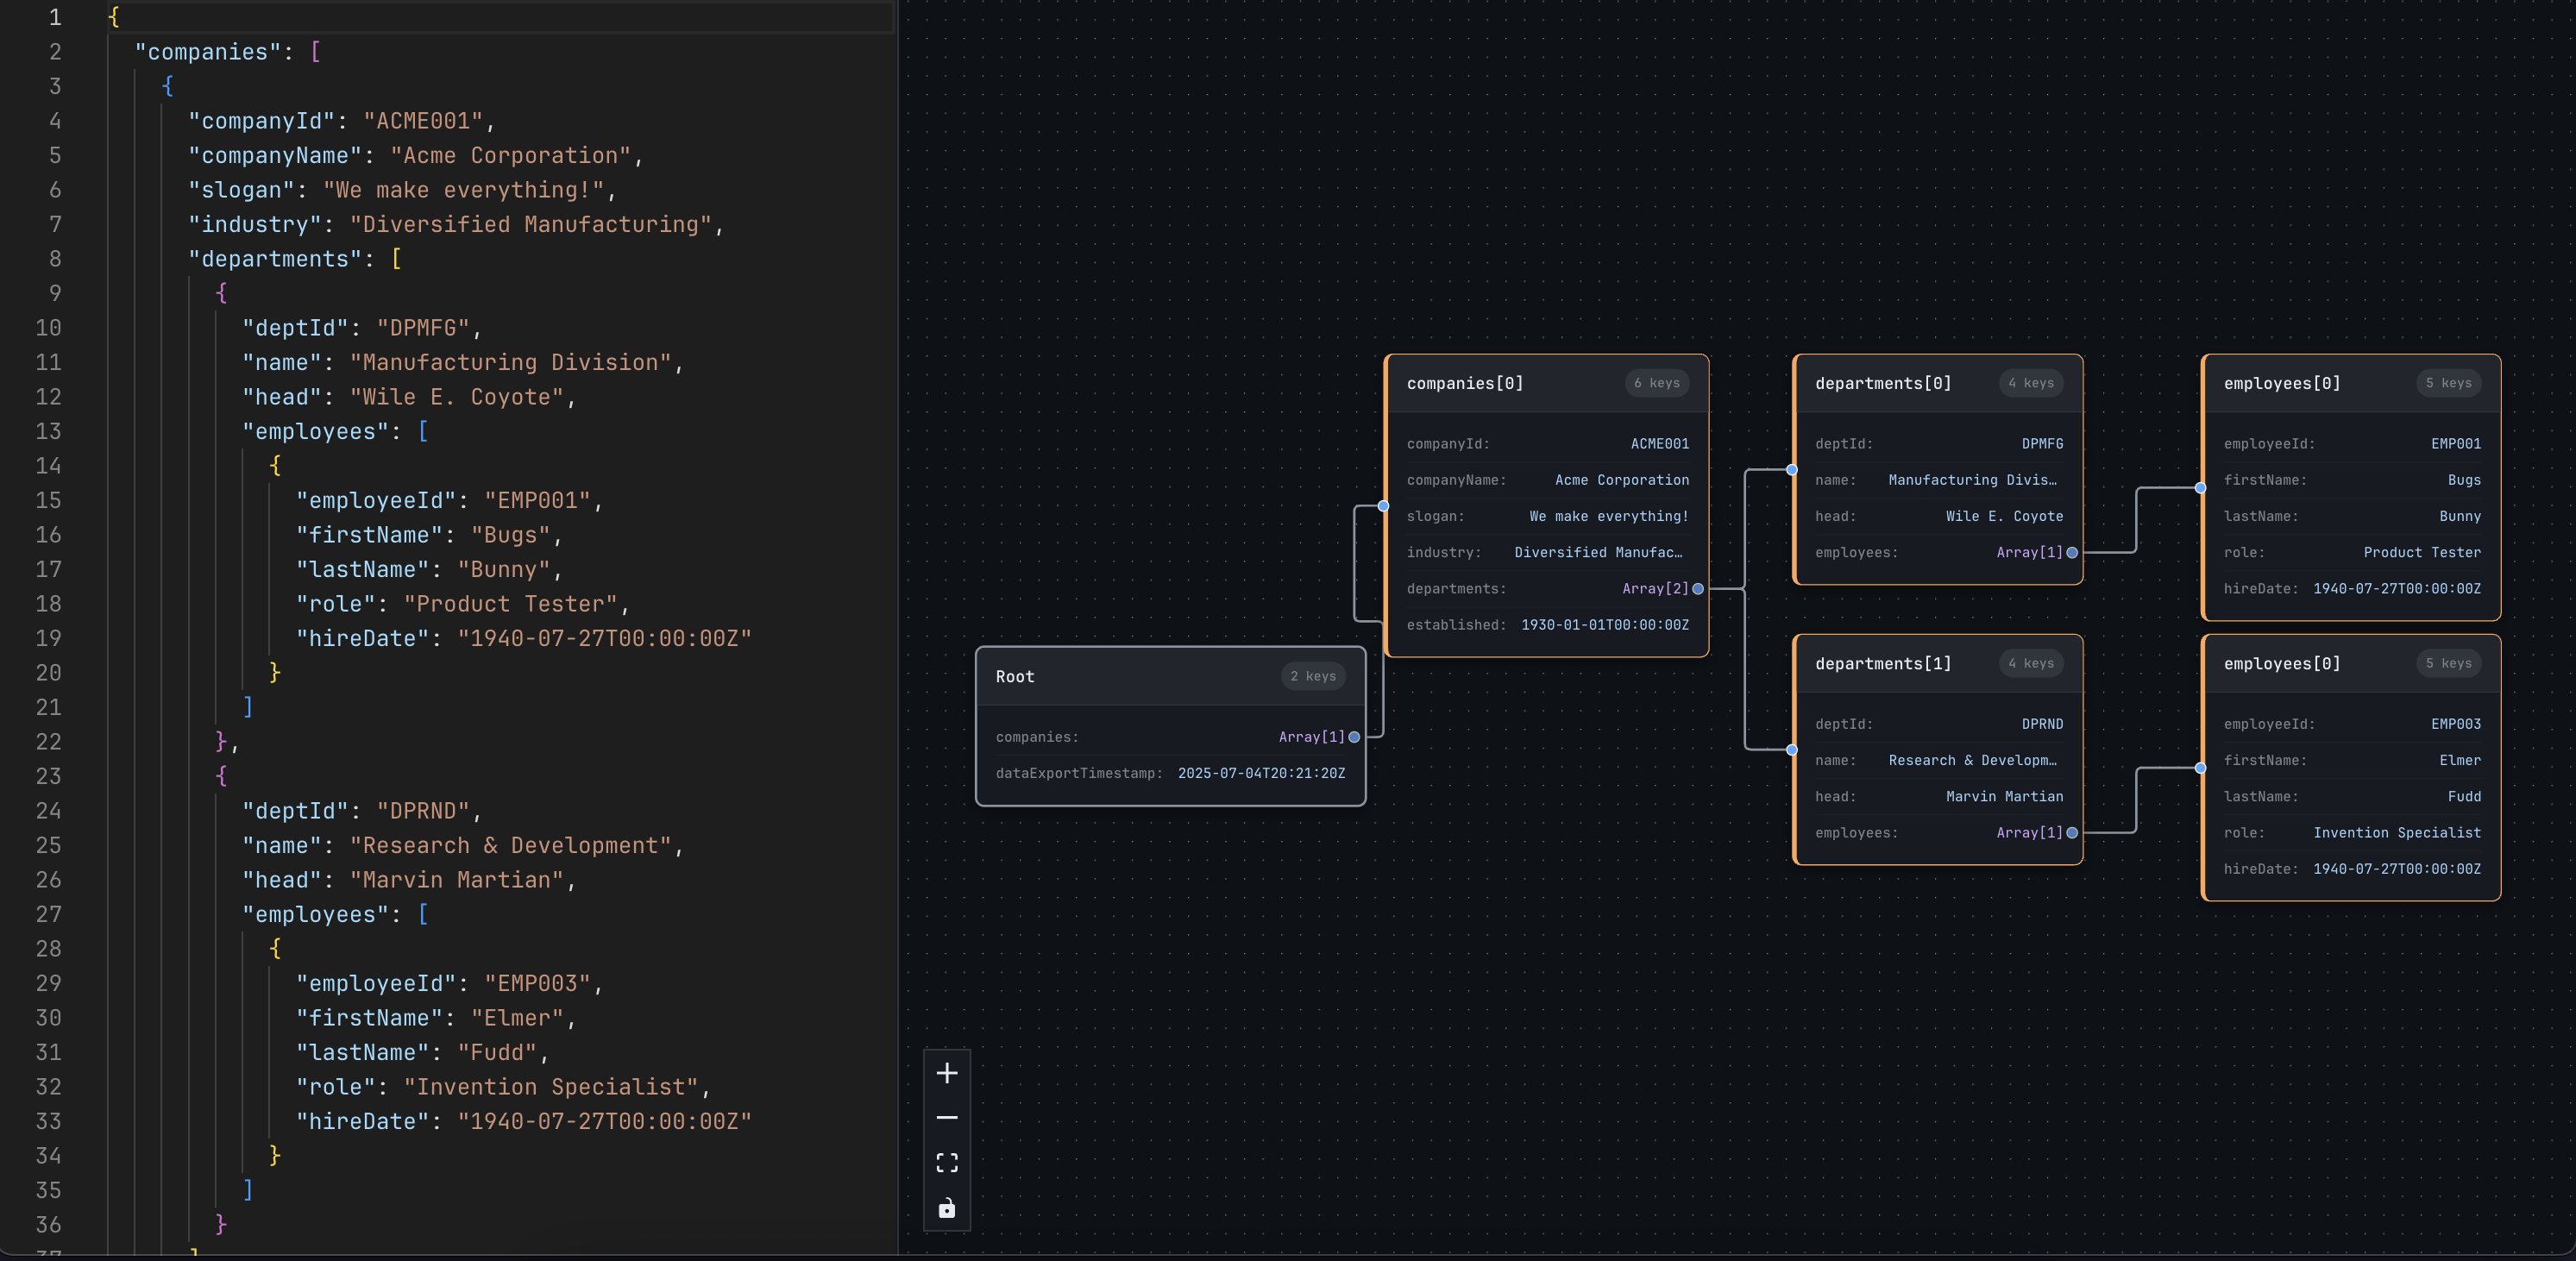 1 {
2 "companies": [
3 {
4 "companyId": "ACME001",
5 "companyName": "Acme Corporation",
6 "slogan": "We make everything!",
7 "industry": "Diversified Manufacturing",
8 "departments": [
9 {
10 "deptId": "DPMFG",
11 "name": "Manufacturing Division",
12 "head": "Wile E. Coyote",
13 "employees": [
14 {
15 "employeeId": "EMP001",
16 "firstName": "Bugs",
17 "lastName": "Bunny",
18 "role": "Product Tester",
19 "hireDate": "1940-07-27T00:00:00Z"
20 }
21 ]
22 },
23 {
24 "deptId": "DPRND",
25 "name": "Research & Development",
26 "head": "Marvin Martian",
27 "employees": [
28 {
29 "employeeId": "EMP003",
30 "firstName": "Elmer",
31 "lastName": "Fudd",
32 "role": "Invention Specialist",
33 "hireDate": "1940-07-27T00:00:00Z"
34 }
35 ]
36 }
37 ]
Root 2 keys
companies: Array[1]
dataExportTimestamp: 2025-07-04T20:21:20Z
companies[0] 6 keys
companyId: ACME001
companyName: Acme Corporation
slogan: We make everything!
industry: Diversified Manufac…
departments: Array[2]
established: 1930-01-01T00:00:00Z
departments[0] 4 keys
deptId: DPMFG
name: Manufacturing Divis…
head: Wile E. Coyote
employees: Array[1]
departments[1] 4 keys
deptId: DPRND
name: Research & Developm…
head: Marvin Martian
employees: Array[1]
employees[0] 5 keys
employeeId: EMP001
firstName: Bugs
lastName: Bunny
role: Product Tester
hireDate: 1940-07-27T00:00:00Z
employees[0] 5 keys
employeeId: EMP003
firstName: Elmer
lastName: Fudd
role: Invention Specialist
hireDate: 1940-07-27T00:00:00Z